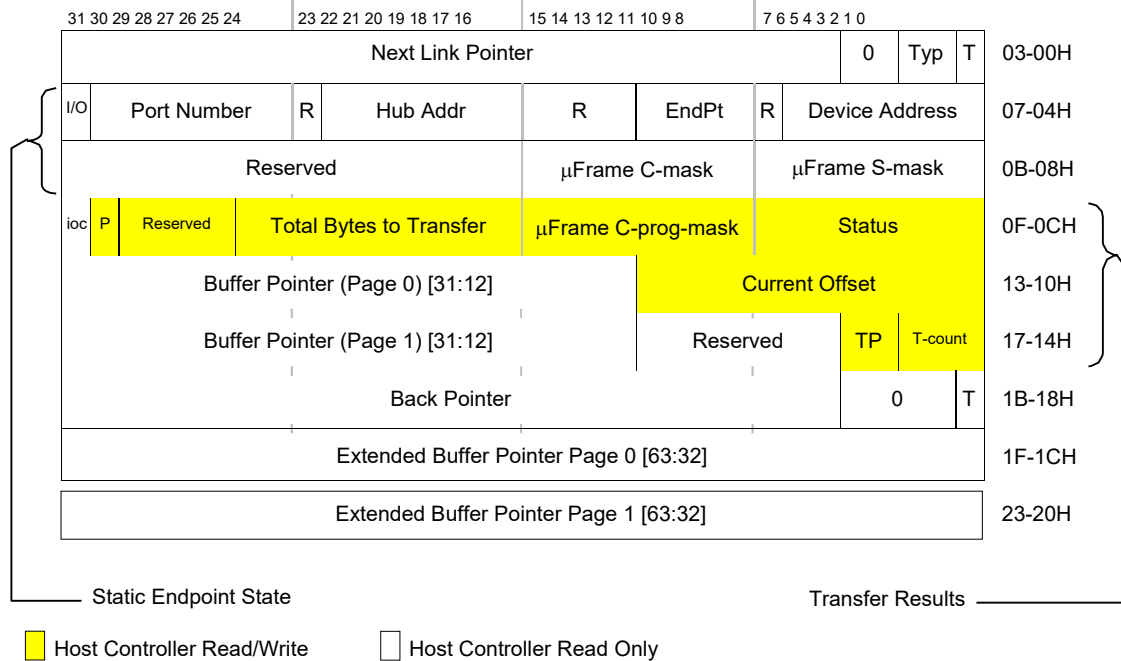 31 30 29 28 27 26 25 24 23 22 21 20 19 18 17 16 15 14 13 12 11 10 9 8 7 6 5 4 3 2 1 0
Next Link Pointer 0 Typ T 03-00H
I/O Port Number R Hub Addr R EndPt R Device Address 07-04H
Reserved μFrame C-mask μFrame S-mask 0B-08H
ioc P Reserved Total Bytes to Transfer μFrame C-prog-mask Status 0F-0CH
Buffer Pointer (Page 0) [31:12] Current Offset 13-10H
Buffer Pointer (Page 1) [31:12] Reserved TP T-count 17-14H
Back Pointer 0 T 1B-18H
Extended Buffer Pointer Page 0 [63:32] 1F-1CH
Extended Buffer Pointer Page 1 [63:32] 23-20H
Static Endpoint State Transfer Results
Host Controller Read/Write Host Controller Read Only